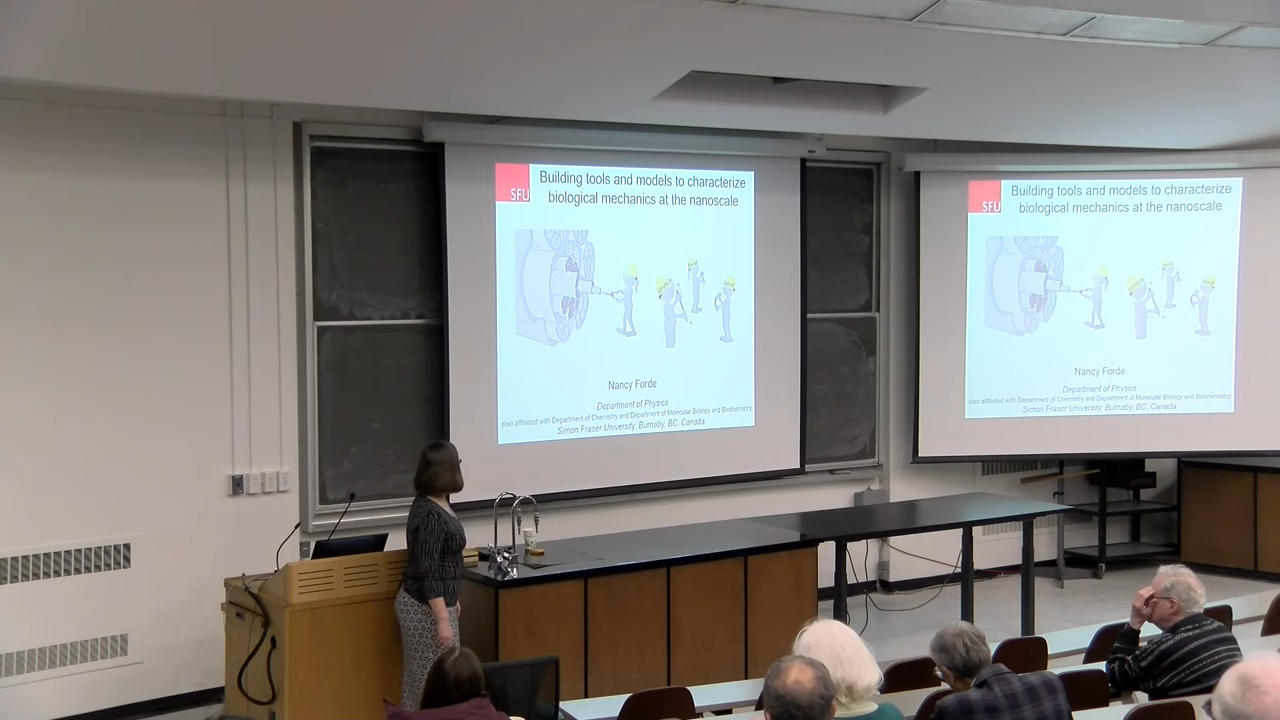 SFU
Building tools and models to characterize
biological mechanics at the nanoscale
Nancy Forde
Department of Physics
also affiliated with Department of Chemistry and Department of Molecular Biology and Biochemistry
Simon Fraser University, Burnaby, BC, Canada
SFU
Building tools and models to characterize
biological mechanics at the nanoscale
Nancy Forde
Department of Physics
also affiliated with Department of Chemistry and Department of Molecular Biology and Biochemistry
Simon Fraser University, Burnaby, BC, Canada